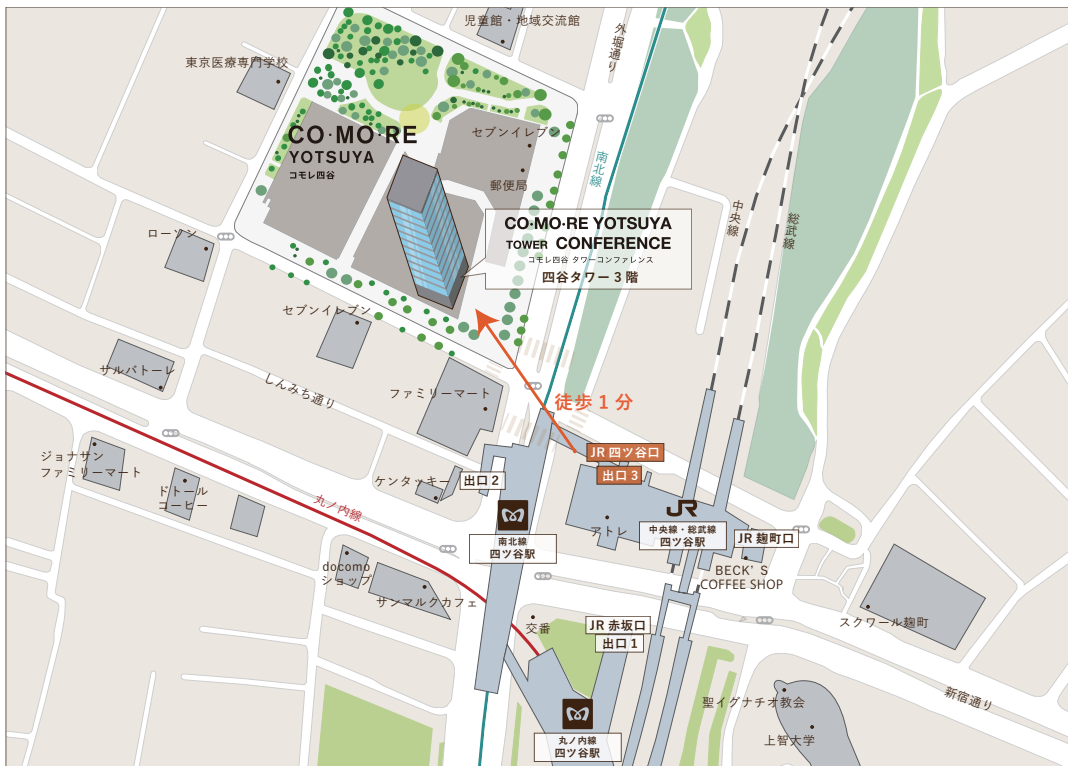 児童館・地域交流館
外堀通り
東京医療専門学校
CO·MO·RE
YOTSUYA
コモレ四谷
セブンイレブン
郵便局
南北線
中央線
総武線
CO·MO·RE YOTSUYA
TOWER CONFERENCE
コモレ四谷 タワーコンファレンス
四谷タワー3階
ローソン
セブンイレブン
サルバトーレ
しんみち通り
ファミリーマート
徒歩1分
JR 四ツ谷口
出口3
ジョナサン
ファミリーマート
ドトール
コーヒー
丸ノ内線
ケンタッキー
出口2
アトレ
JR
中央線・総武線
四ツ谷駅
JR 麹町口
南北線
四ツ谷駅
BECK'S
COFFEE SHOP
docomo
ショップ
サンマルクカフェ
交番
JR 赤坂口
出口1
スクワール麹町
新宿通り
聖イグナチオ教会
上智大学
丸ノ内線
四ツ谷駅